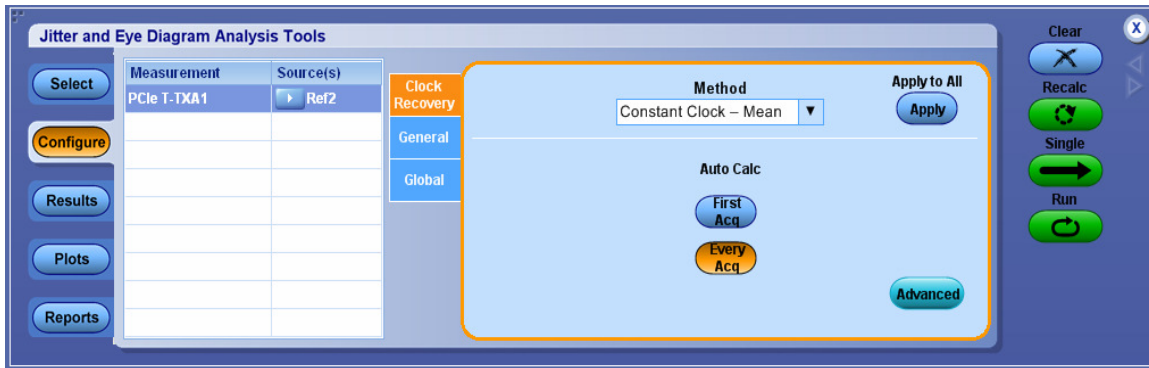 Jitter and Eye Diagram Analysis Tools
Select
Configure
Results
Plots
Reports
Measurement Source(s)
PCIe T-TXA1 Ref2
Clock
Recovery
General
Global
Method
Constant Clock – Mean
Apply to All
Apply
Auto Calc
First
Acq
Every
Acq
Advanced
Clear
X
Recalc
Single
Run